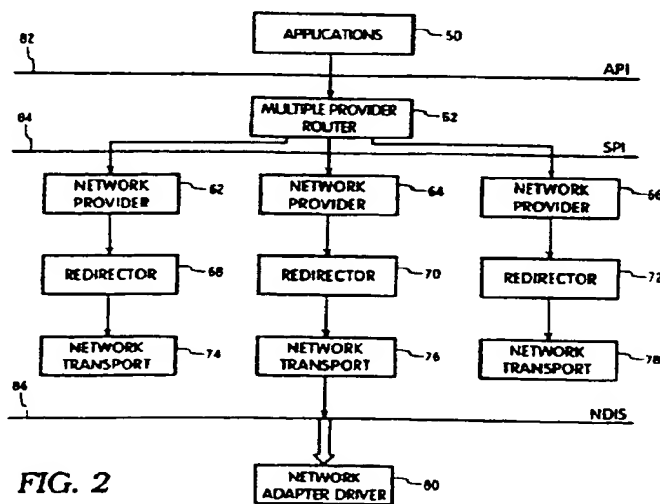 APPLICATIONS
50
82
API
MULTIPLE PROVIDER
ROUTER
52
84
SPI
NETWORK
PROVIDER
62
NETWORK
PROVIDER
64
NETWORK
PROVIDER
66
REDIRECTOR
68
REDIRECTOR
70
REDIRECTOR
72
NETWORK
TRANSPORT
74
NETWORK
TRANSPORT
76
NETWORK
TRANSPORT
78
86
NDIS
NETWORK
ADAPTER DRIVER
80
FIG. 2